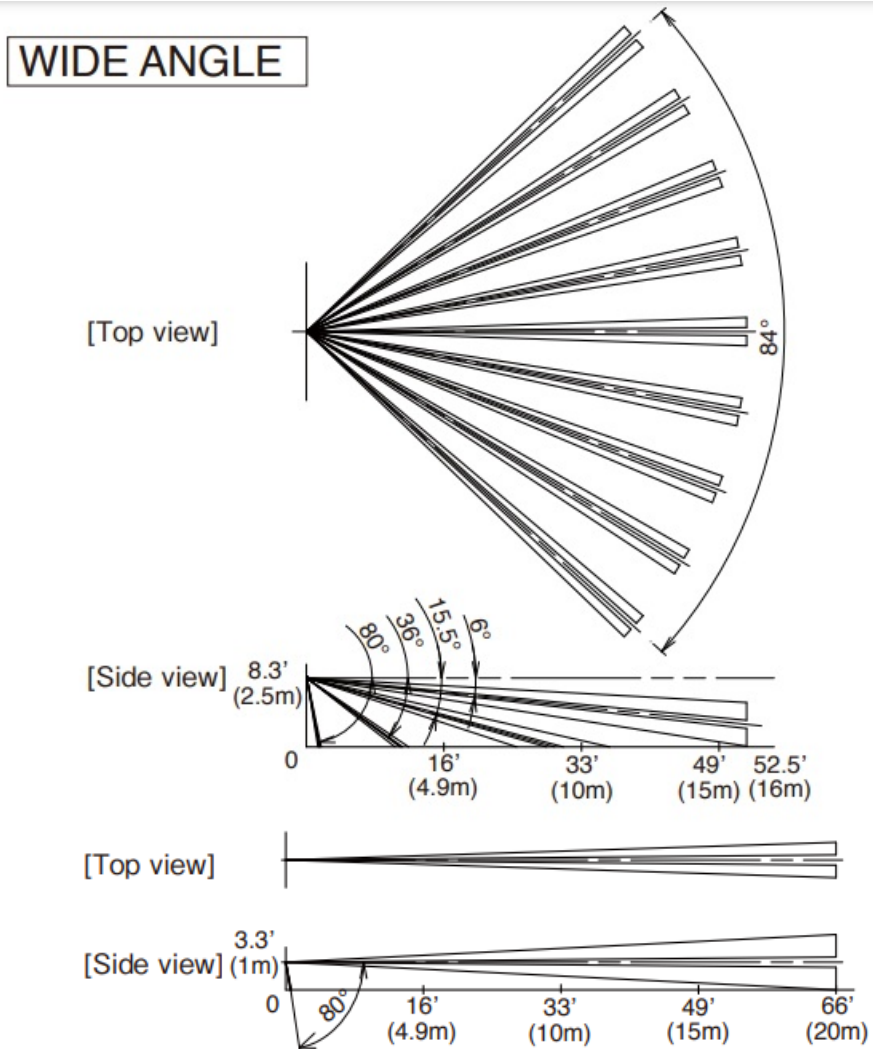 WIDE ANGLE
[Top view]
84°
[Side view]
8.3'
(2.5m)
80°
36°
15.5°
6°
0
16'
(4.9m)
33'
(10m)
49'
(15m)
52.5'
(16m)
[Top view]
[Side view]
3.3'
(1m)
80°
0
16'
(4.9m)
33'
(10m)
49'
(15m)
66'
(20m)